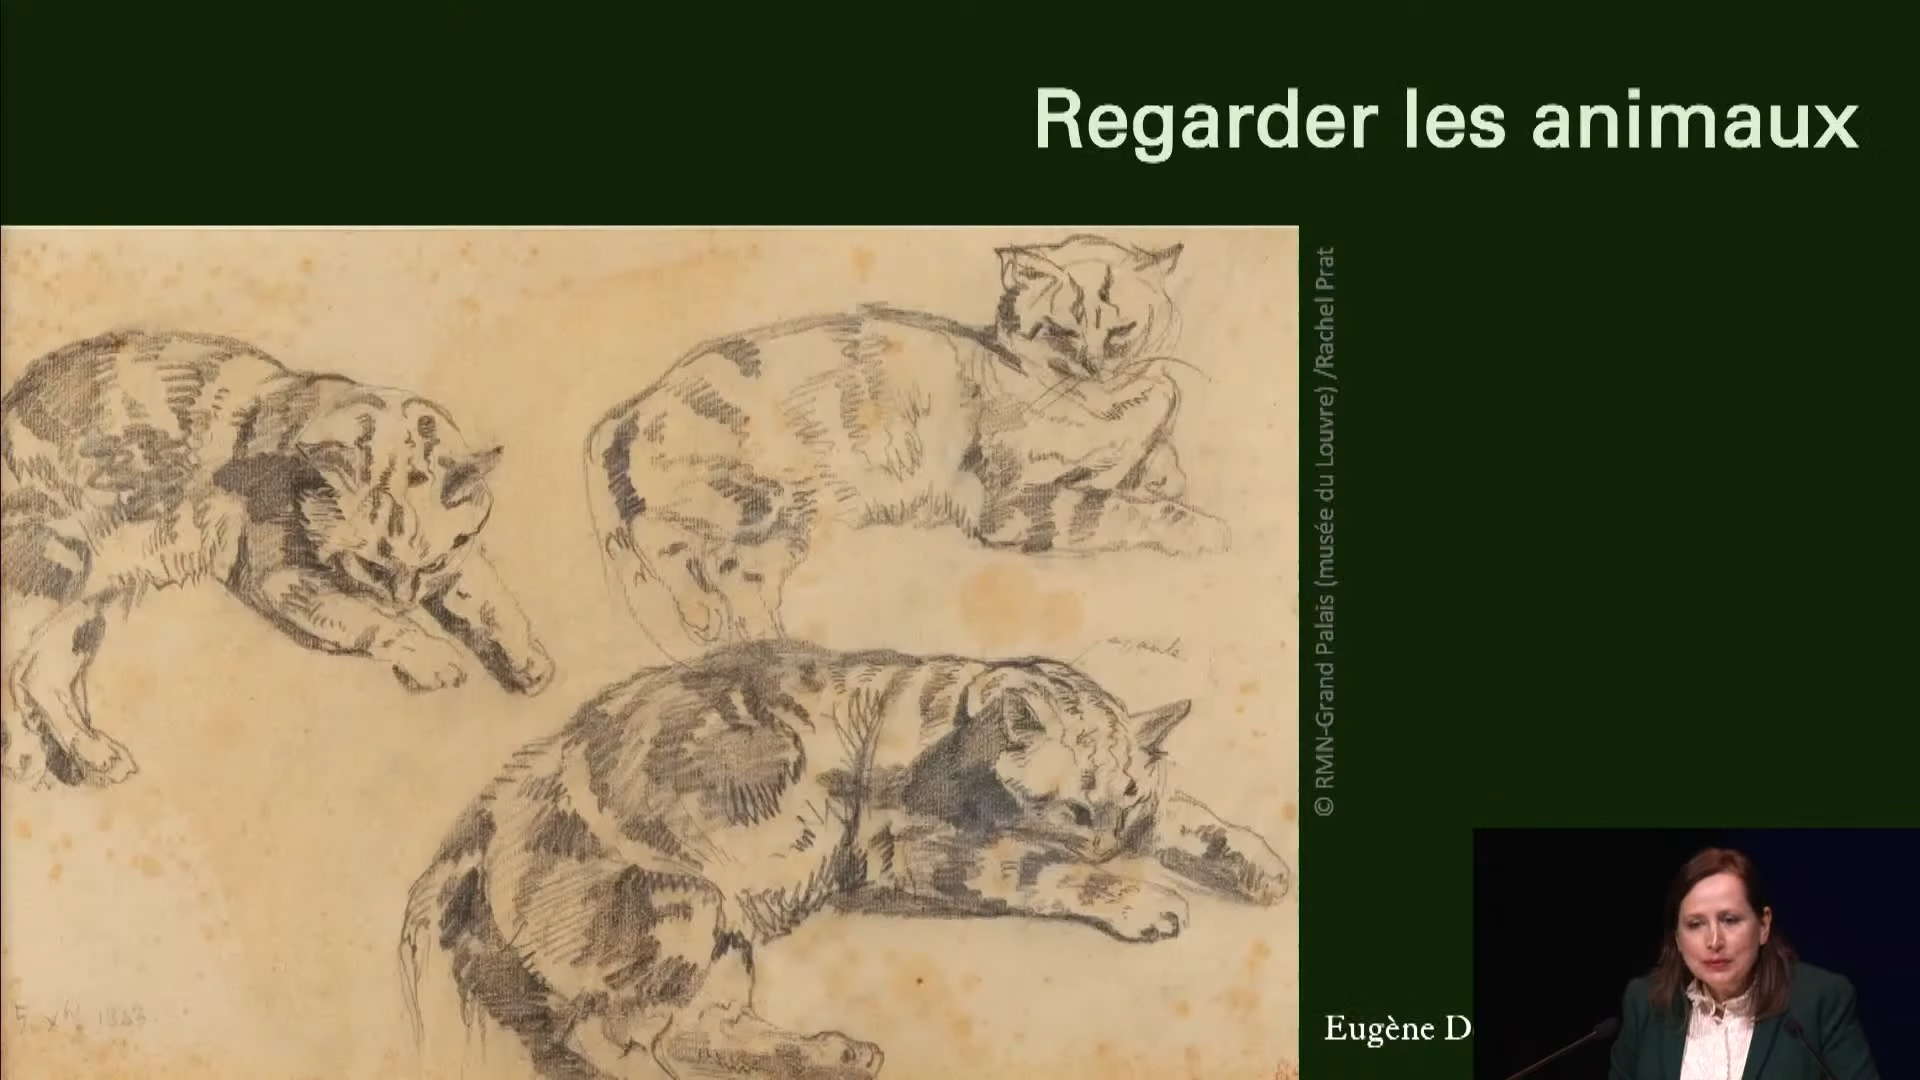 Regarder les animaux
© RMN-Grand Palais (musée du Louvre) /Rachel Prat
Eugène D